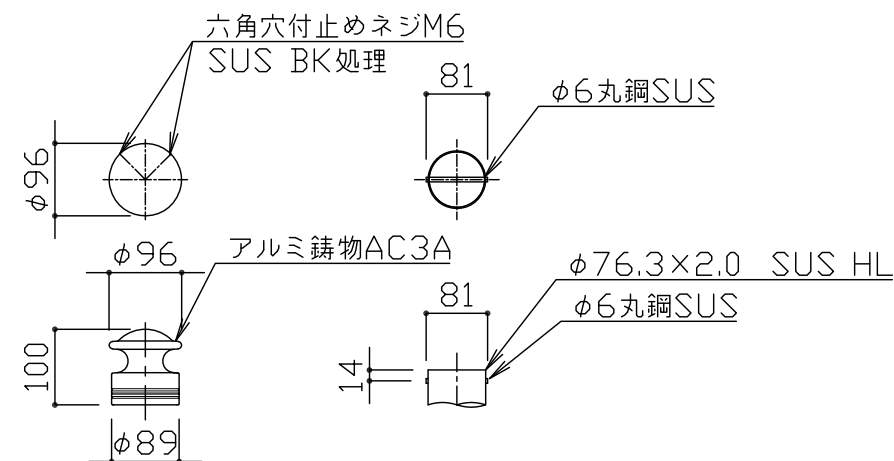 六角穴付止めネジM6
SUS BK処理
81
φ6丸鋼SUS
φ96
φ96
アルミ鋳物AC3A
100
φ89
φ76.3×2.0 SUS HL
81
φ6丸鋼SUS
14